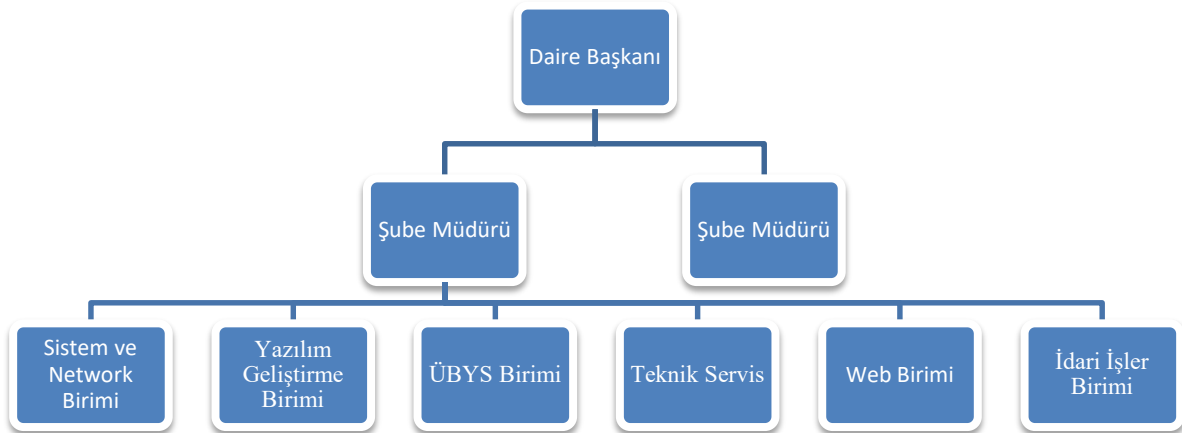 Daire Başkanı
Şube Müdürü
Şube Müdürü
Sistem ve
Network
Birimi
Yazılım
Geliştirme
Birimi
ÜBYS Birimi
Teknik Servis
Web Birimi
İdari İşler
Birimi